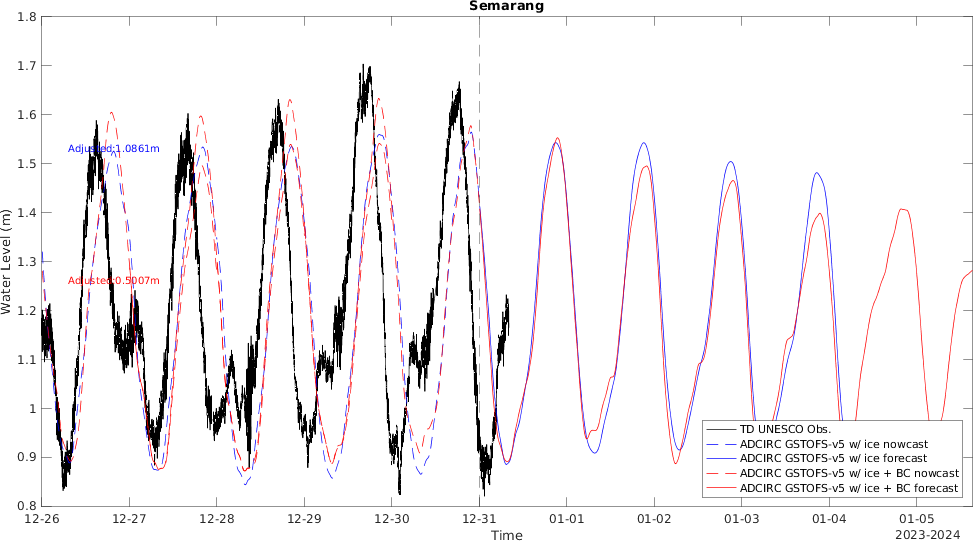 Semarang
1.8
1.7
1.6
1.5
1.4
1.3
1.2
1.1
1
0.9
0.8
Water Level (m)
Adjusted:1.0861m
Adjusted:0.5007m
TD UNESCO Obs.
ADCIRC GSTOFS-v5 w/ ice nowcast
ADCIRC GSTOFS-v5 w/ ice forecast
ADCIRC GSTOFS-v5 w/ ice + BC nowcast
ADCIRC GSTOFS-v5 w/ ice + BC forecast
12-26 12-27 12-28 12-29 12-30 12-31 01-01 01-02 01-03 01-04 01-05
Time
2023-2024